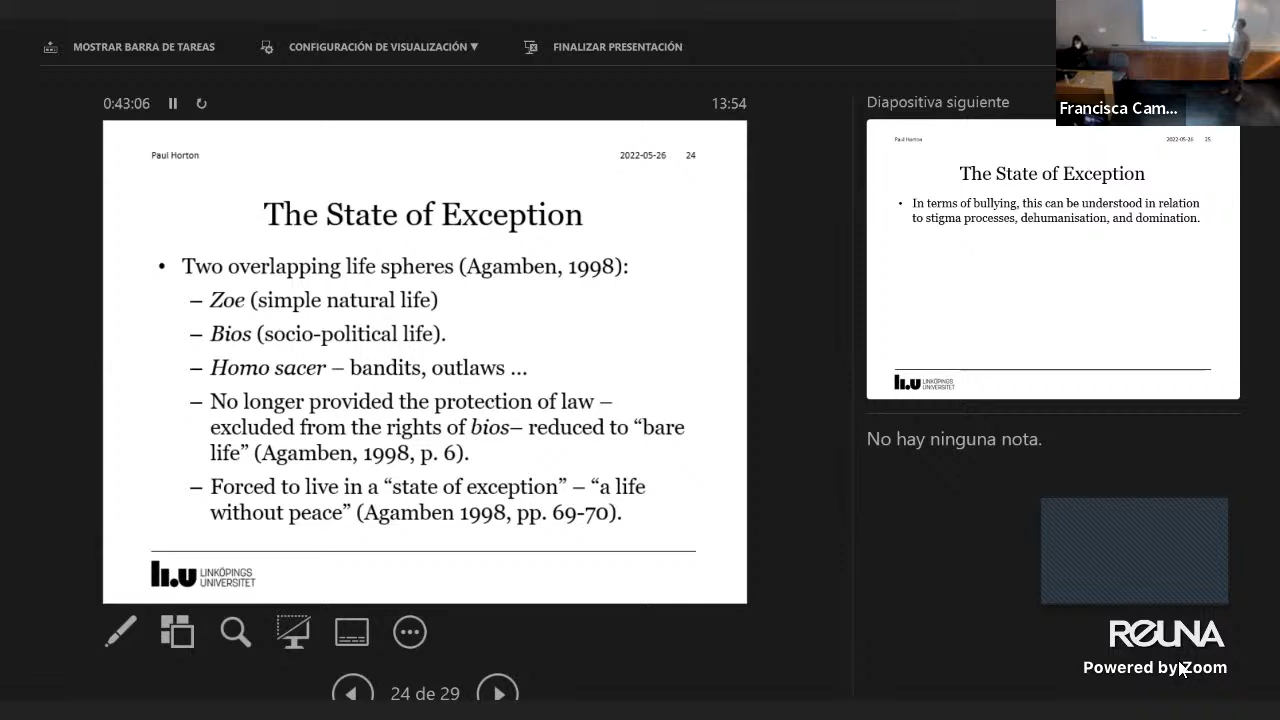 MOSTRAR BARRA DE TAREAS
CONFIGURACIÓN DE VISUALIZACIÓN ▼
FINALIZAR PRESENTACIÓN
Francisca Cam...
0:43:06
13:54
Paul Horton
2022-05-26 24
The State of Exception
• Two overlapping life spheres (Agamben, 1998):
– Zoe (simple natural life)
– Bios (socio-political life).
– Homo sacer – bandits, outlaws ...
– No longer provided the protection of law –
excluded from the rights of bios– reduced to “bare
life” (Agamben, 1998, p. 6).
– Forced to live in a “state of exception” – “a life
without peace” (Agamben 1998, pp. 69-70).
li.u LINKÖPINGS
UNIVERSITET
24 de 29
Diapositiva siguiente
Paul Horton
2022-05-26 25
The State of Exception
• In terms of bullying, this can be understood in relation
to stigma processes, dehumanisation, and domination.
li.u LINKÖPINGS
UNIVERSITET
No hay ninguna nota.
REUNA
Powered by Zoom